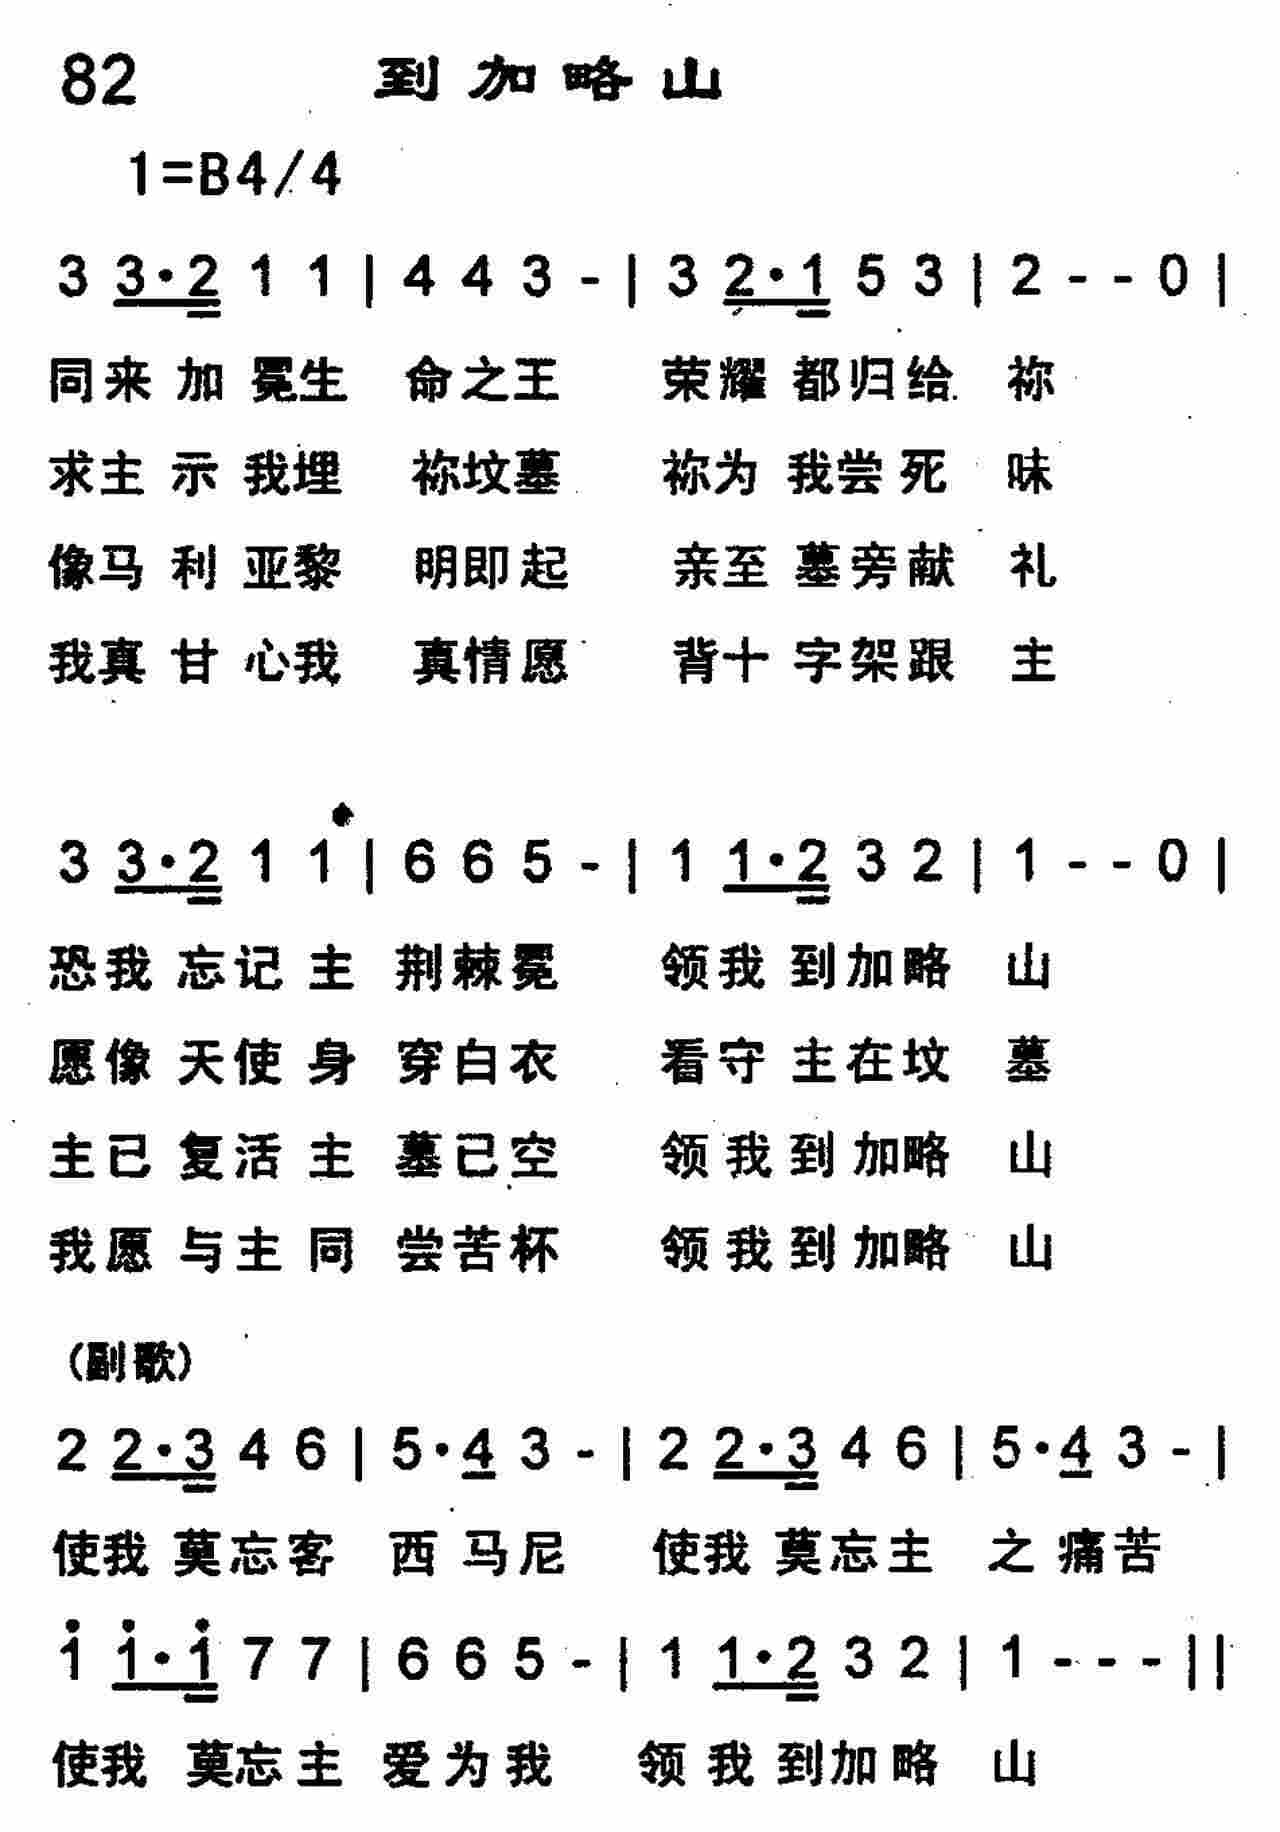 82 到加略山
1=B4/4
3 3·2 1 1 | 4 4 3 - | 3 2·1 5 3 | 2 - - 0 |
同来 加 冕生 命之王 荣耀 都归给 祢
求主 示 我埋 祢坟墓 祢为 我尝死 味
像马 利 亚黎 明即起 亲至 墓旁献 礼
我真 甘 心我 真情愿 背十 字架跟 主
3 3·2 1 1 | 6 6 5 - | 1 1·2 3 2 | 1 - - 0 |
恐我 忘记 主 荆棘冕 领我 到加略 山
愿像 天使 身 穿白衣 看守 主在坟 墓
主已 复活 主 墓已空 领我到 加略 山
我愿 与主 同 尝苦杯 领我到 加略 山
(副歌)
2 2·3 4 6 | 5·4 3 - | 2 2·3 4 6 | 5·4 3 - |
使我 莫忘客 西马尼 使我 莫忘主 之痛苦
1̇ 1̇·1̇ 7 7 | 6 6 5 - | 1 1·2 3 2 | 1 - - - ||
使我 莫忘主 爱为我 领我到加略 山